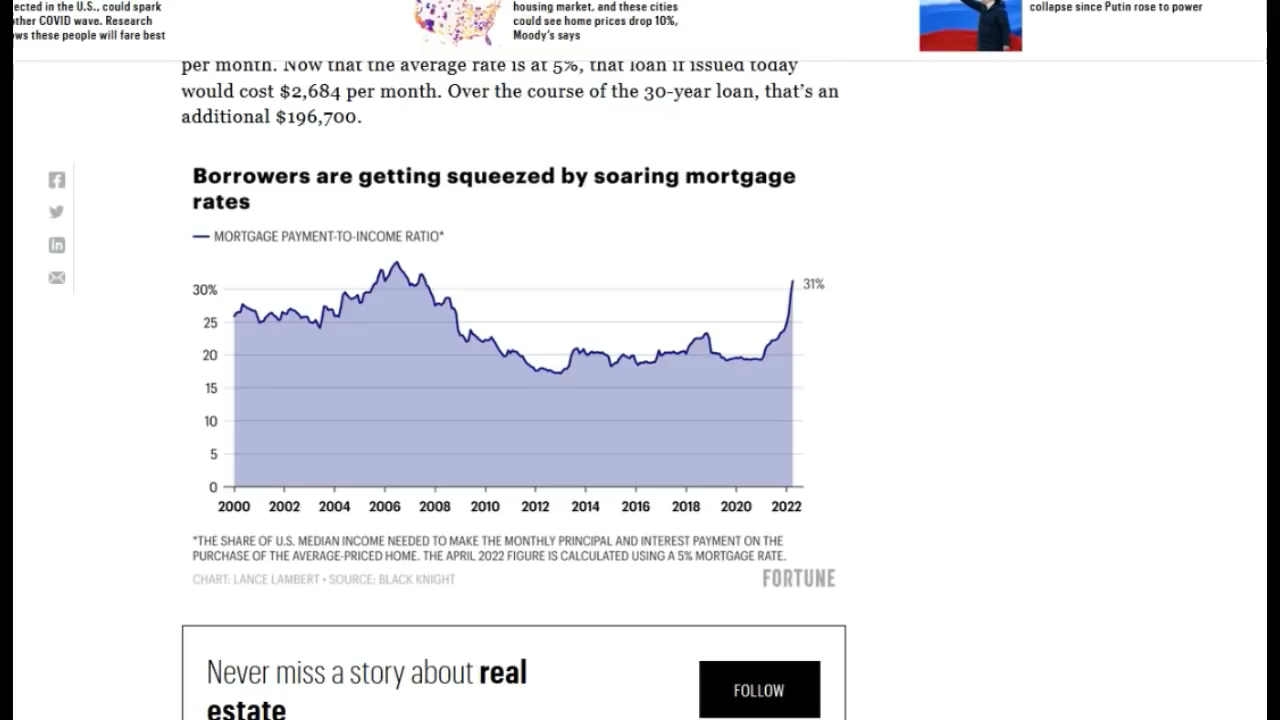 ected in the U.S., could spark
ther COVID wave. Research
ws these people will fare best
housing market, and these cities
could see home prices drop 10%,
Moody's says
collapse since Putin rose to power
per month. Now that the average rate is at 5%, that loan if issued today
would cost $2,684 per month. Over the course of the 30-year loan, that's an
additional $196,700.
Borrowers are getting squeezed by soaring mortgage
rates
MORTGAGE PAYMENT-TO-INCOME RATIO*
31%
30%
25
20
15
10
5
0
2000 2002 2004 2006 2008 2010 2012 2014 2016 2018 2020 2022
*THE SHARE OF U.S. MEDIAN INCOME NEEDED TO MAKE THE MONTHLY PRINCIPAL AND INTEREST PAYMENT ON THE
PURCHASE OF THE AVERAGE-PRICED HOME. THE APRIL 2022 FIGURE IS CALCULATED USING A 5% MORTGAGE RATE.
CHART: LANCE LAMBERT • SOURCE: BLACK KNIGHT
FORTUNE
Never miss a story about real
estate
FOLLOW